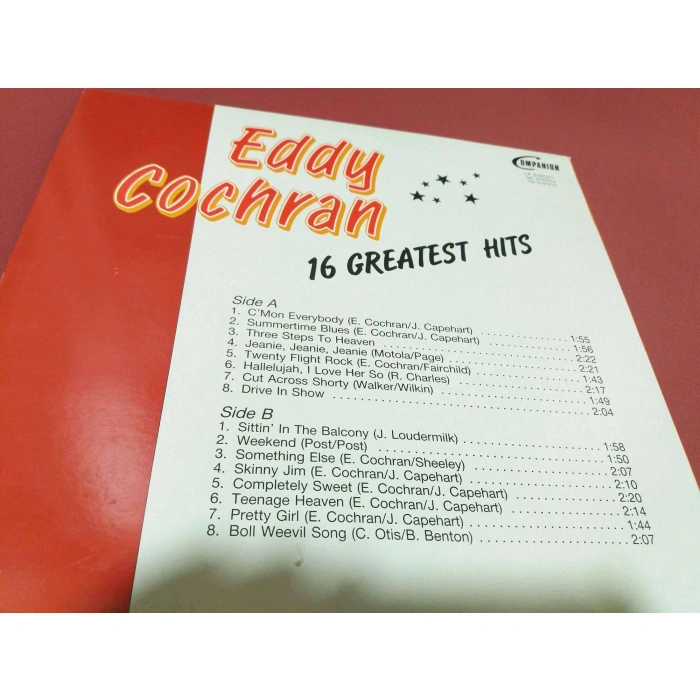 Eddy
Cochran
COMPANION
16 GREATEST HITS
Side A
1. C'Mon Everybody (E. Cochran/J. Capehart) 1:55
2. Summertime Blues (E. Cochran/J. Capehart) 1:56
3. Three Steps To Heaven 2:22
4. Jeanie, Jeanie, Jeanie (Motola/Page) 2:21
5. Twenty Flight Rock (E. Cochran/Fairchild) 1:43
6. Hallelujah, I Love Her So (R. Charles) 2:17
7. Cut Across Shorty (Walker/Wilkin) 1:49
8. Drive In Show 2:04
Side B
1. Sittin' In The Balcony (J. Loudermilk) 1:58
2. Weekend (Post/Post) 1:50
3. Something Else (E. Cochran/Sheeley) 2:07
4. Skinny Jim (E. Cochran/J. Capehart) 2:10
5. Completely Sweet (E. Cochran/J. Capehart) 2:20
6. Teenage Heaven (E. Cochran/J. Capehart) 2:14
7. Pretty Girl (E. Cochran/J. Capehart) 1:44
8. Boll Weevil Song (C. Otis/B. Benton) 2:07